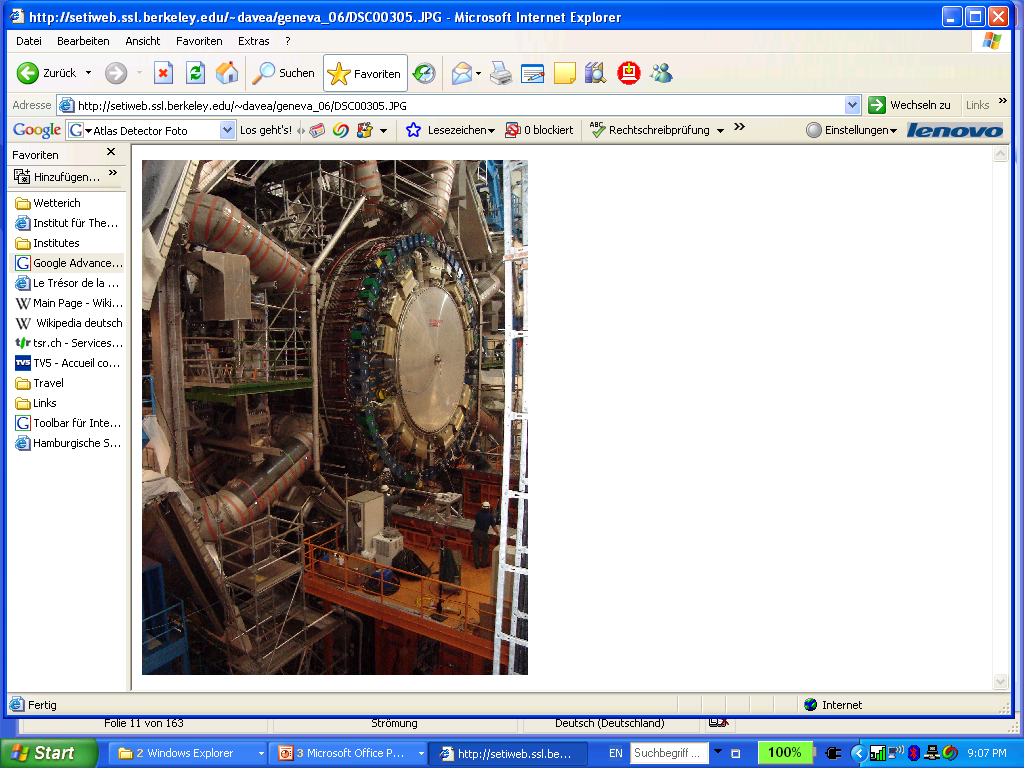 http://setiweb.ssl.berkeley.edu/~davea/geneva_06/DSC00305.JPG - Microsoft Internet Explorer
Datei Bearbeiten Ansicht Favoriten Extras ?
Zurück Suchen Favoriten
Adresse http://setiweb.ssl.berkeley.edu/~davea/geneva_06/DSC00305.JPG Wechseln zu Links »
Google G Atlas Detector Foto Los geht's! Lesezeichen 0 blockiert ABC Rechtschreibprüfung » Einstellungen lenovo
Favoriten
Hinzufügen... »
Wetterich
Institut für The...
Institutes
Google Advance...
Le Trésor de la ...
Main Page - Wiki...
Wikipedia deutsch
tsr.ch - Services...
TV5 - Accueil co...
Travel
Links
Toolbar für Inte...
Hamburgische S...
Fertig Internet
Folie 11 von 163 Strömung Deutsch (Deutschland)
Start 2 Windows Explorer 3 Microsoft Office P... http://setiweb.ssl.be... EN Suchbegriff ... 100% 9:07 PM